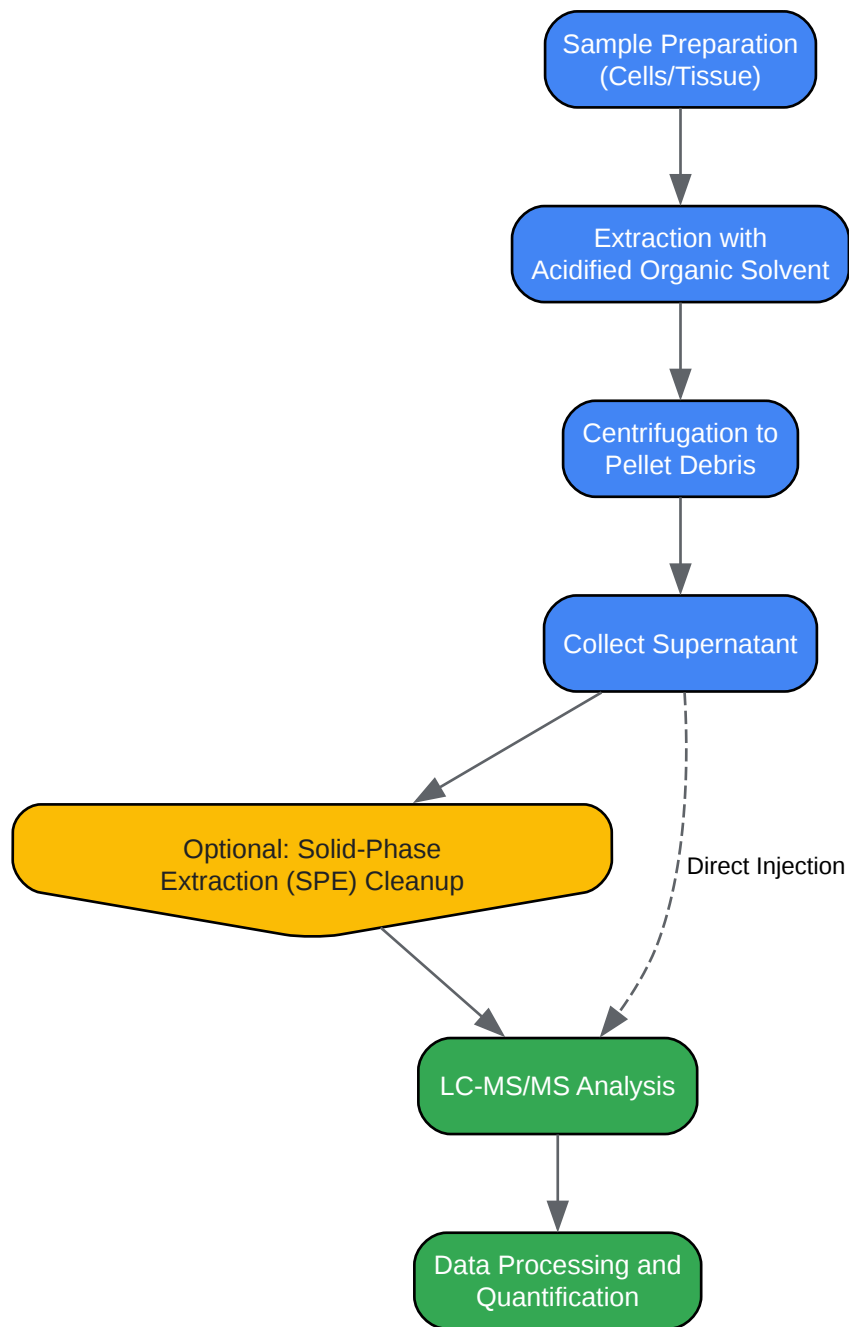 Sample Preparation
(Cells/Tissue)
Extraction with
Acidified Organic Solvent
Centrifugation to
Pellet Debris
Collect Supernatant
Optional: Solid-Phase
Extraction (SPE) Cleanup
Direct Injection
LC-MS/MS Analysis
Data Processing and
Quantification